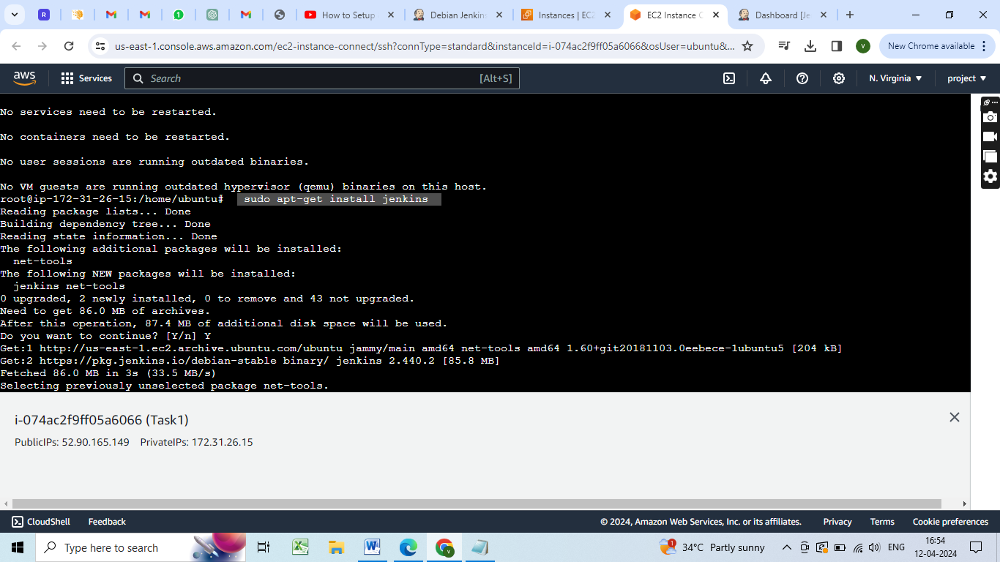 R
1
How to Setup
Debian Jenkin
Instances | EC2
EC2 Instance C
Dashboard [Je
us-east-1.console.aws.amazon.com/ec2-instance-connect/ssh?connType=standard&instanceId=i-074ac2f9ff05a6066&osUser=ubuntu&...
V
New Chrome available
aws
Services
Search
[Alt+S]
N. Virginia
project
No services need to be restarted.
No containers need to be restarted.
No user sessions are running outdated binaries.
No VM guests are running outdated hypervisor (qemu) binaries on this host.
root@ip-172-31-26-15:/home/ubuntu# sudo apt-get install jenkins
Reading package lists... Done
Building dependency tree... Done
Reading state information... Done
The following additional packages will be installed:
net-tools
The following NEW packages will be installed:
jenkins net-tools
0 upgraded, 2 newly installed, 0 to remove and 43 not upgraded.
Need to get 86.0 MB of archives.
After this operation, 87.4 MB of additional disk space will be used.
Do you want to continue? [Y/n] Y
Get:1 http://us-east-1.ec2.archive.ubuntu.com/ubuntu jammy/main amd64 net-tools amd64 1.60+git20181103.0eebece-1ubuntu5 [204 kB]
Get:2 https://pkg.jenkins.io/debian-stable binary/ jenkins 2.440.2 [85.8 MB]
Fetched 86.0 MB in 3s (33.5 MB/s)
Selecting previously unselected package net-tools.
i-074ac2f9ff05a6066 (Task1)
PublicIPs: 52.90.165.149 PrivateIPs: 172.31.26.15
CloudShell
Feedback
© 2024, Amazon Web Services, Inc. or its affiliates.
Privacy
Terms
Cookie preferences
Type here to search
1
34°C Partly sunny
ENG
16:54
12-04-2024